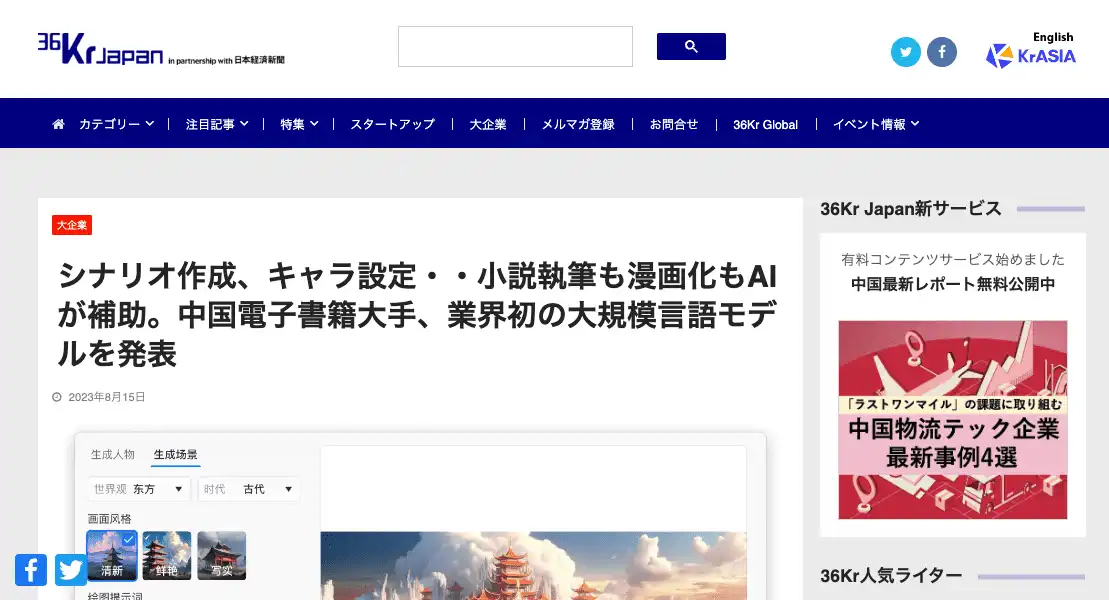 36Kr Japan in partnership with 日本経済新聞
English
KrASIA
カテゴリー
注目記事
特集
スタートアップ
大企業
メルマガ登録
お問合せ
36Kr Global
イベント情報
大企業
シナリオ作成、キャラ設定・・小説執筆も漫画化もAI
が補助。中国電子書籍大手、業界初の大規模言語モデ
ルを発表
2023年8月15日
生成人物 生成场景
世界观 东方 时代 古代
画面风格
清新 鲜艳 写实
绘图提示词
36Kr Japan新サービス
有料コンテンツサービス始めました
中国最新レポート無料公開中
「ラストワンマイル」の課題に取り組む
中国物流テック企業
最新事例4選
36Kr人気ライター